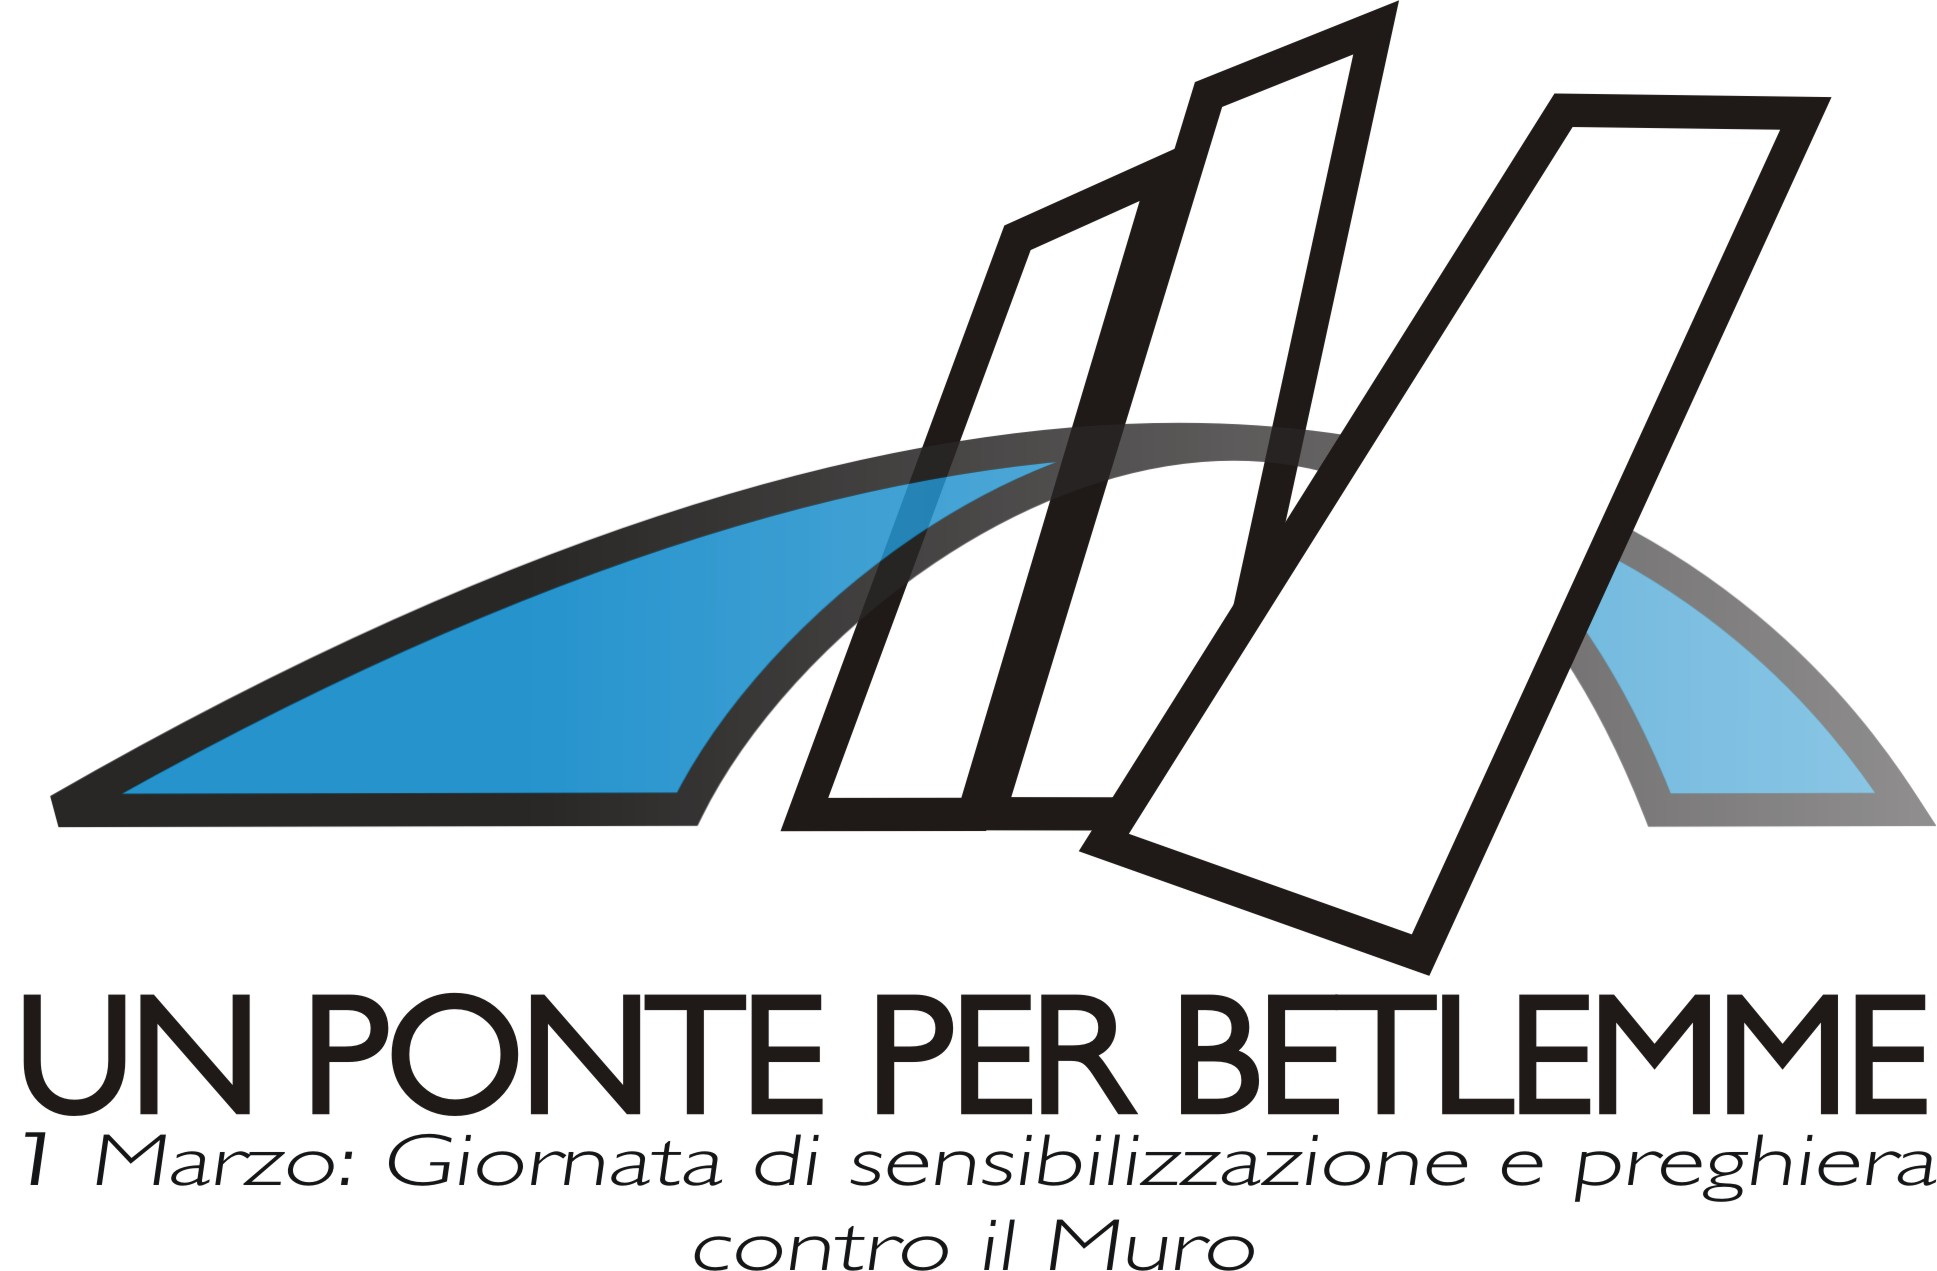 UN PONTE PER BETLEMME
1 Marzo: Giornata di sensibilizzazione e preghiera
contro il Muro